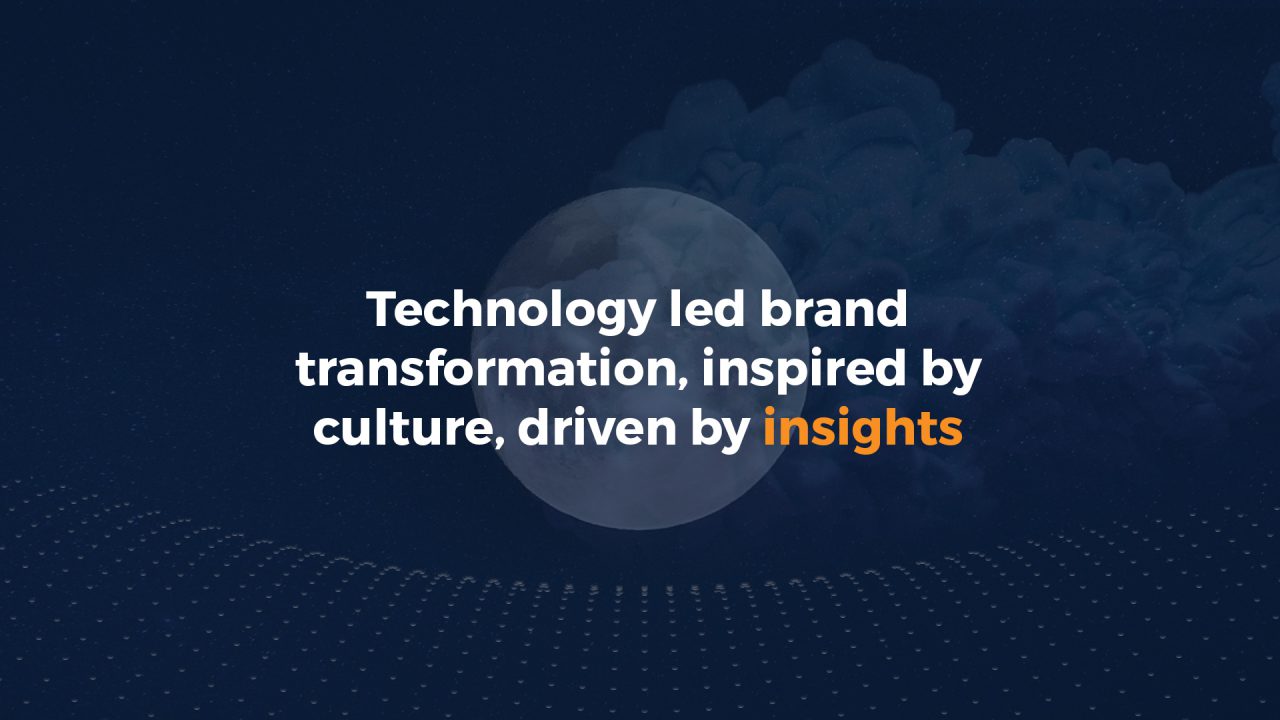 Technology led brand
transformation, inspired by
culture, driven by insights